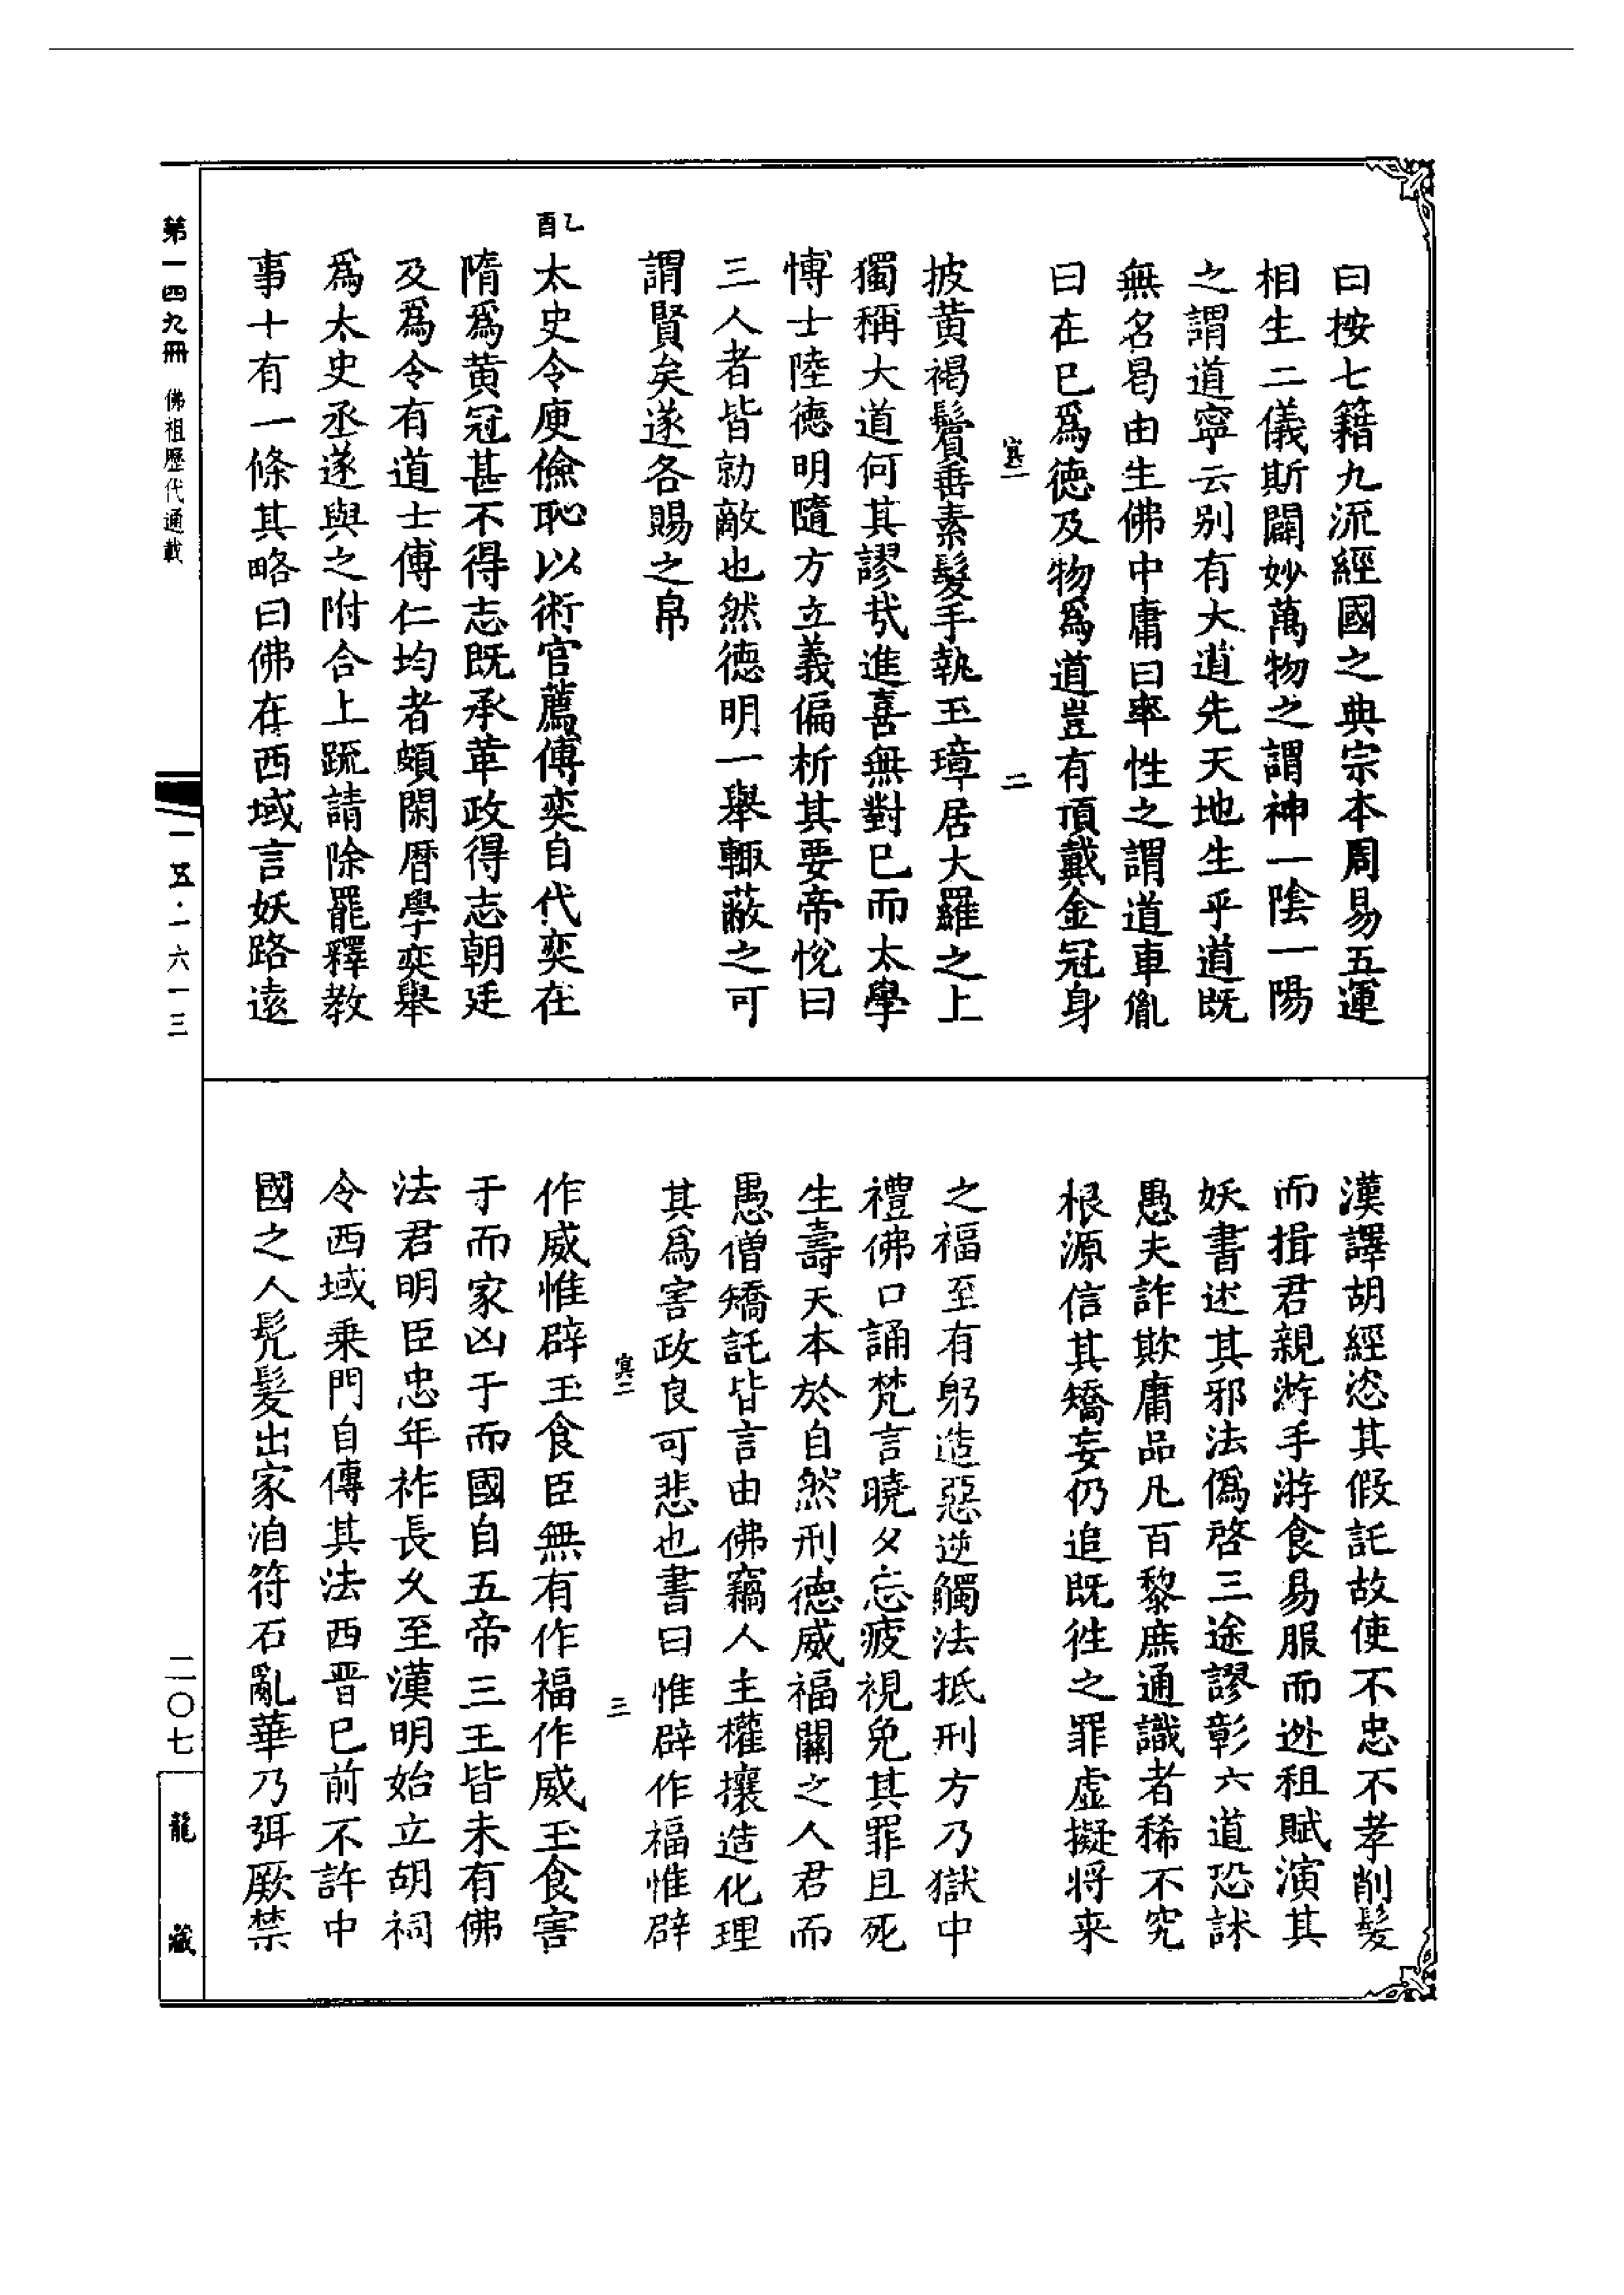 曰按七籍九流經國之典宗本周易五運
相生二儀斯闢妙萬物之謂神一陰一陽
之謂道寧云別有大道先天地生乎道既
無名曷由生佛中庸曰率性之謂道車胤
曰在已爲德及物爲道豈有頂戴金冠身
冥二 二
披黃褐鬢垂素髮手執玉璋居大羅之上
獨稱大道何其謬哉進喜無對已而太學
博士陸德明隨方立義偏析其要帝悅曰
三人者皆勍敵也然德明一舉輙蔽之可
謂賢矣遂各賜之帛
乙酉
太史令庾儉恥以術官薦傅奕自代奕在
隋爲黃冠甚不得志既承革政得志朝廷
及爲令有道士傅仁均者頗閑曆學奕舉
爲太史丞遂與之附合上䟽請除罷釋教
事十有一條其略曰佛在西域言妖路遠
漢譯胡經恣其假託故使不忠不孝削髮
而揖君親游手游食易服而迯租賦演其
妖書述其邪法僞啓三途謬彰六道恐訹
愚夫詐欺庸品凡百黎庶通識者稀不究
根源信其矯妄仍追既徃之罪虛擬將来
之福至有躬造惡逆觸法抵刑方乃獄中
禮佛口誦梵言曉夕忘疲視免其罪且死
生壽夭本於自然刑德威福關之人君而
愚僧矯託皆言由佛竊人主權攘造化理
其爲害政良可悲也書曰惟辟作福惟辟
冥二 三
作威惟辟玉食臣無有作福作威玉食害
于而家凶于而國自五帝三王皆未有佛
法君明臣忠年祚長久至漢明始立胡祠
令西域乘門自傳其法西晋已前不許中
國之人髠髮出家洎符石亂華乃弭厥禁
第一四九冊 佛祖歷代通載
一五·一六一三
二〇七
龍藏